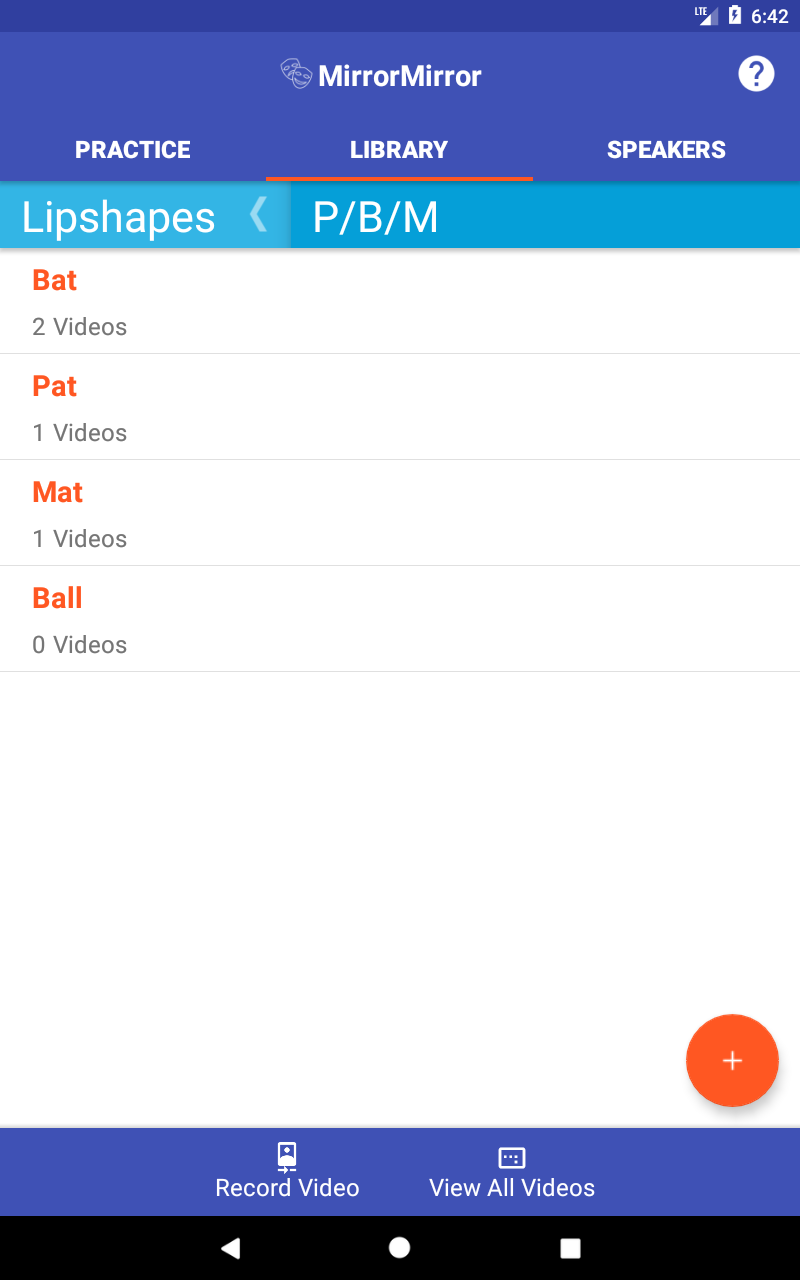 LTE 6:42
MirrorMirror ?
PRACTICE LIBRARY SPEAKERS
Lipshapes P/B/M
Bat
2 Videos
Pat
1 Videos
Mat
1 Videos
Ball
0 Videos
+
Record Video View All Videos